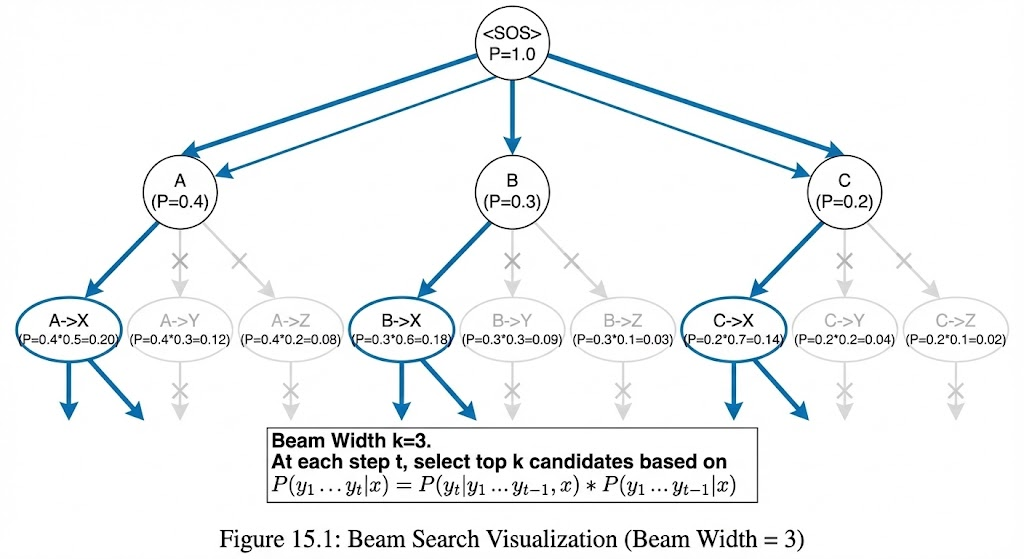 <SOS>
P=1.0
A
(P=0.4)
B
(P=0.3)
C
(P=0.2)
A->X
(P=0.4*0.5=0.20)
A->Y
(P=0.4*0.3=0.12)
A->Z
(P=0.4*0.2=0.08)
B->X
(P=0.3*0.6=0.18)
B->Y
(P=0.3*0.3=0.09)
B->Z
(P=0.3*0.1=0.03)
C->X
(P=0.2*0.7=0.14)
C->Y
(P=0.2*0.2=0.04)
C->Z
(P=0.2*0.1=0.02)
Beam Width k=3.
At each step t, select top k candidates based on
P(y₁ … yₜ|x) = P(yₜ|y₁ … yₜ₋₁, x) * P(y₁ … yₜ₋₁|x)
Figure 15.1: Beam Search Visualization (Beam Width = 3)